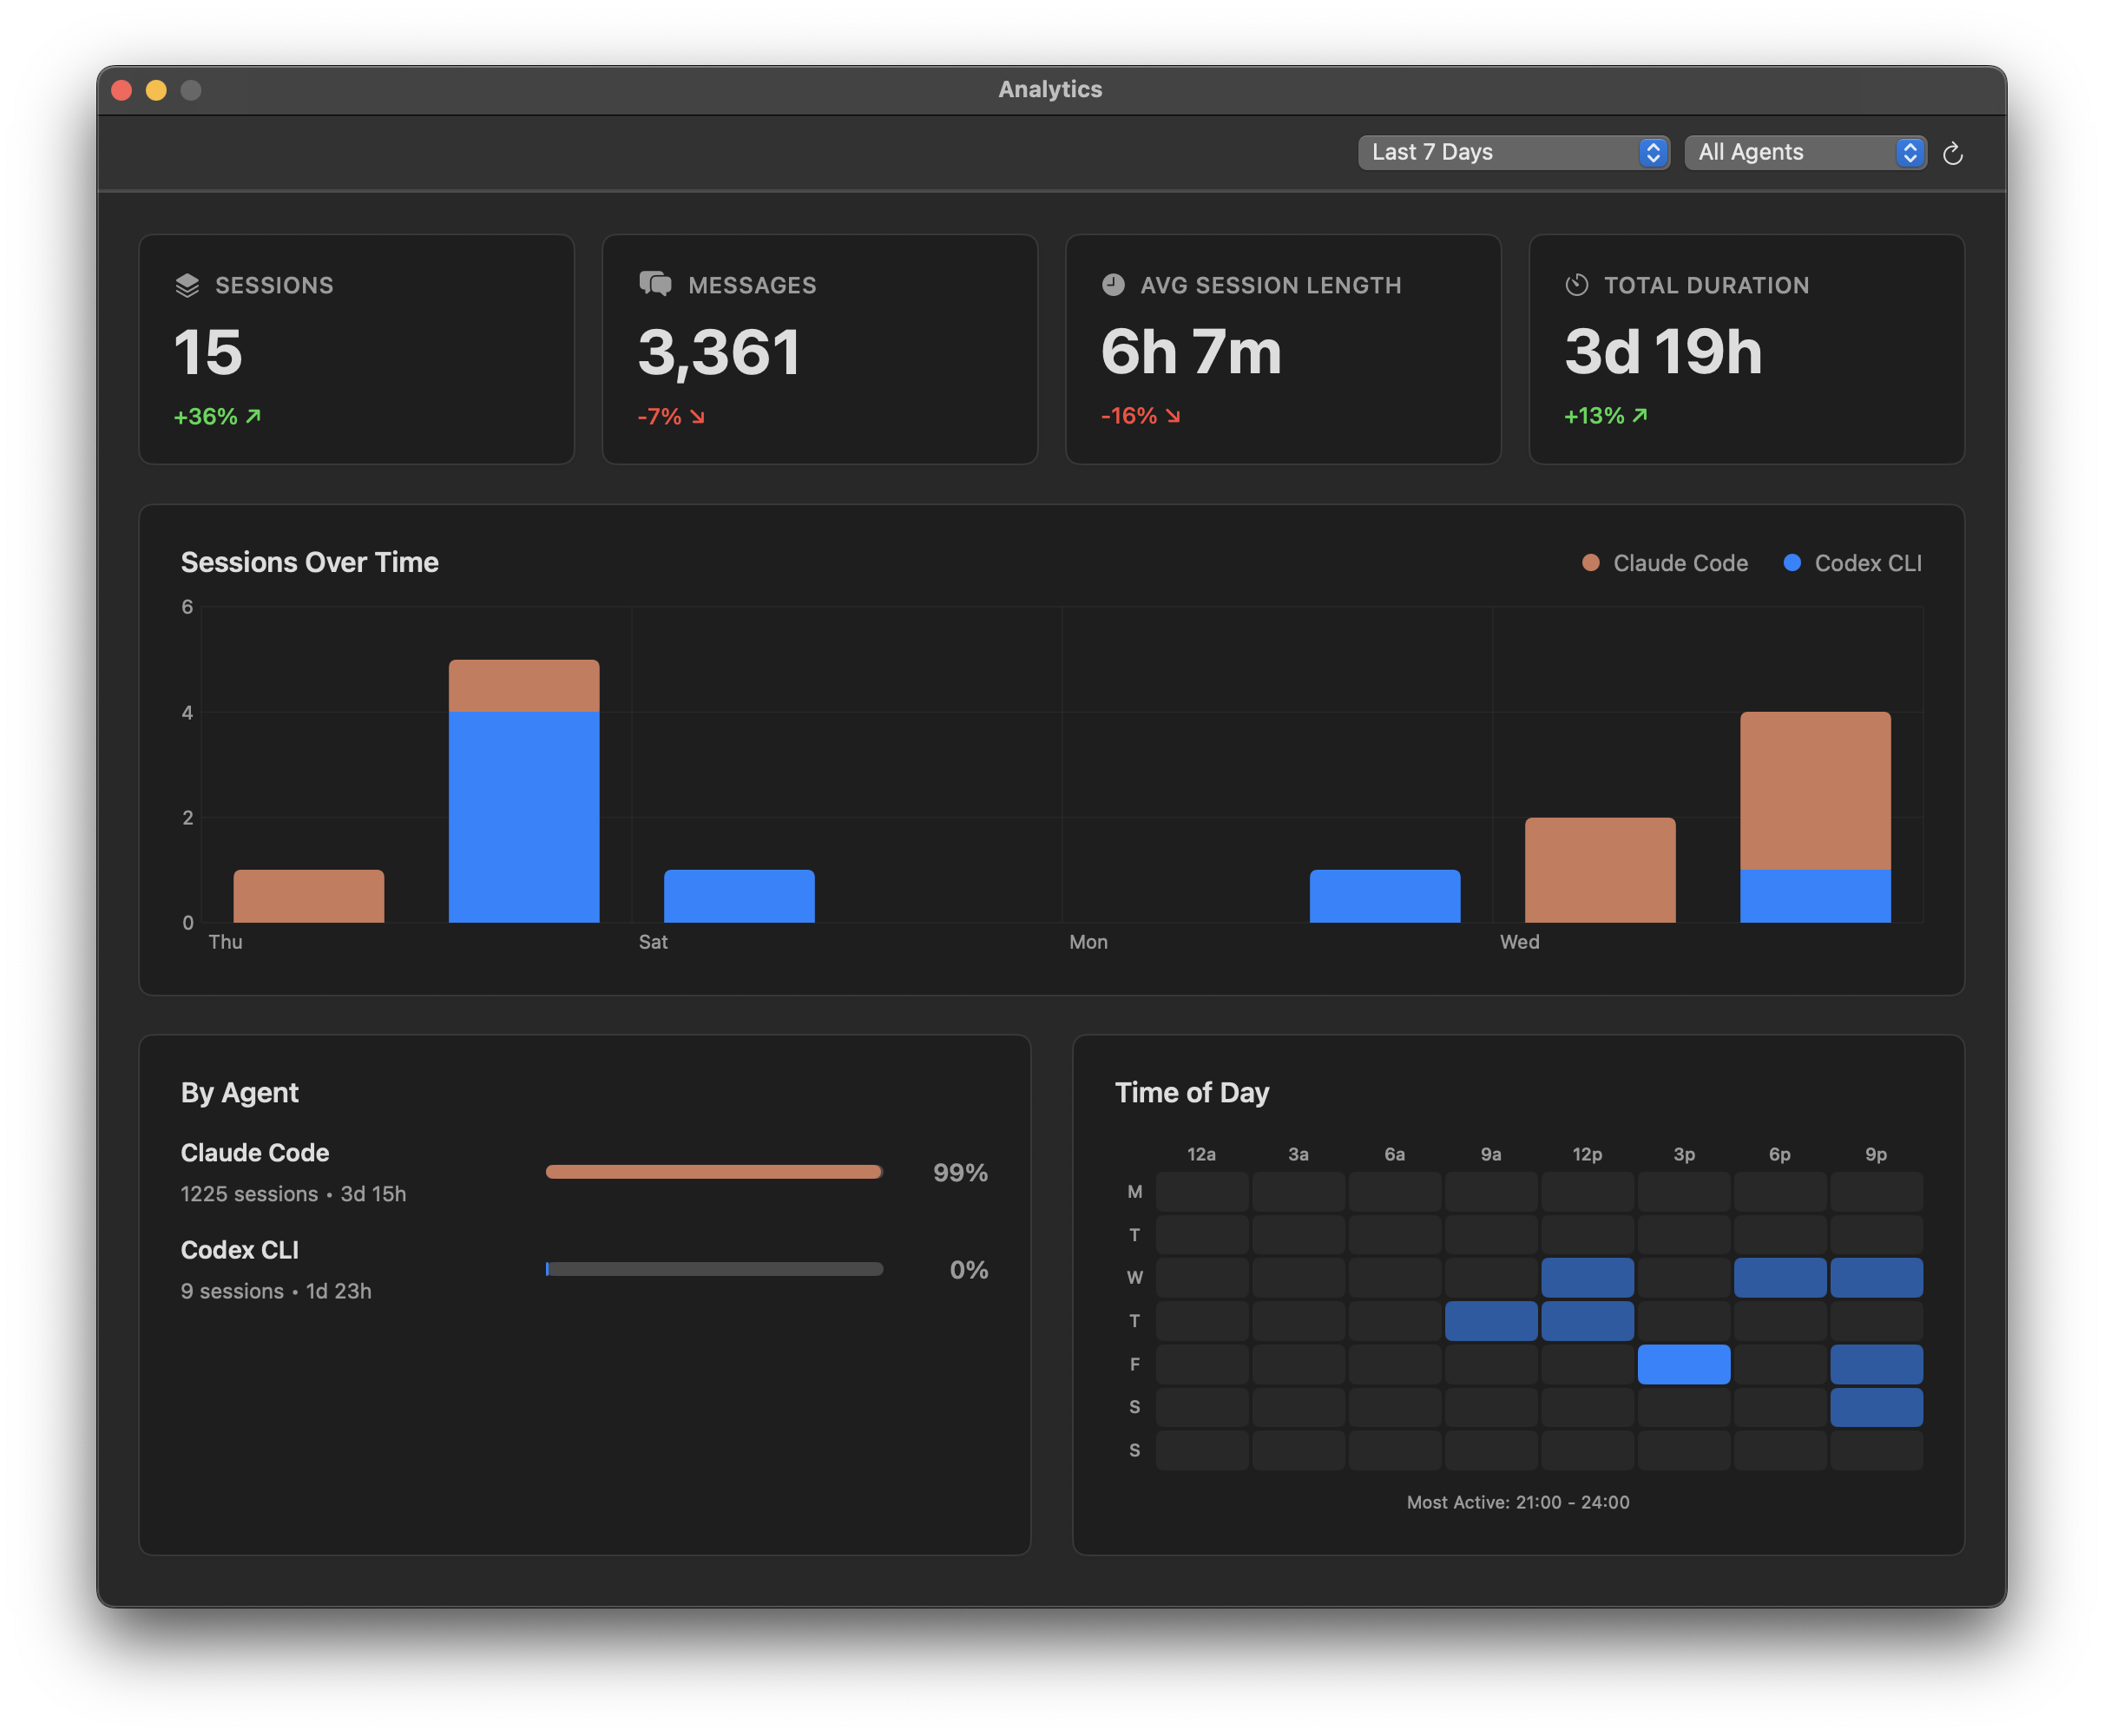 Analytics
Last 7 Days
All Agents
SESSIONS
15
+36%
MESSAGES
3,361
-7%
AVG SESSION LENGTH
6h 7m
-16%
TOTAL DURATION
3d 19h
+13%
Sessions Over Time
Claude Code
Codex CLI
6
4
2
0
Thu
Sat
Mon
Wed
By Agent
Claude Code
1225 sessions • 3d 15h
99%
Codex CLI
9 sessions • 1d 23h
0%
Time of Day
12a 3a 6a 9a 12p 3p 6p 9p
M
T
W
T
F
S
S
Most Active: 21:00 - 24:00